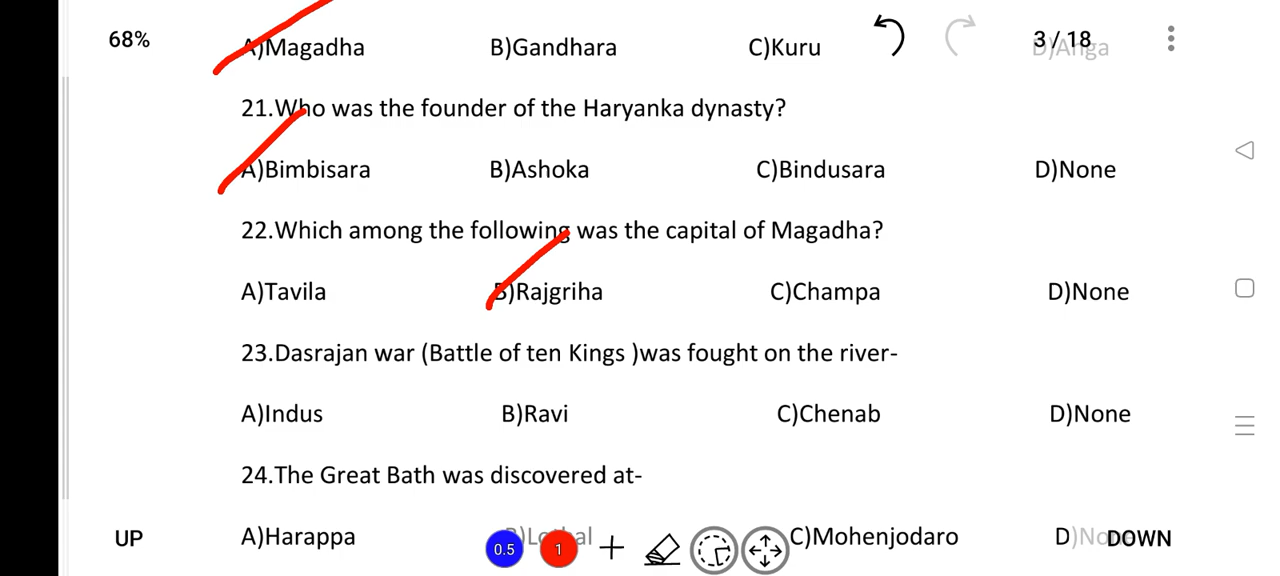 68% A)Magadha B)Gandhara C)Kuru D)Anga 3 / 18
21.Who was the founder of the Haryanka dynasty?
A)Bimbisara B)Ashoka C)Bindusara D)None
22.Which among the following was the capital of Magadha?
A)Tavila B)Rajgriha C)Champa D)None
23.Dasrajan war (Battle of ten Kings )was fought on the river-
A)Indus B)Ravi C)Chenab D)None
24.The Great Bath was discovered at-
UP A)Harappa B)Lothal C)Mohenjodaro D)None DOWN
0.5 1